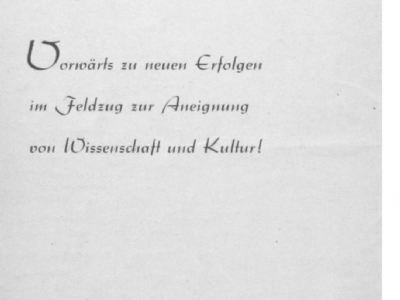 Vorwärts zu neuen Erfolgen
im Feldzug zur Aneignung
von Wissenschaft und Kultur!